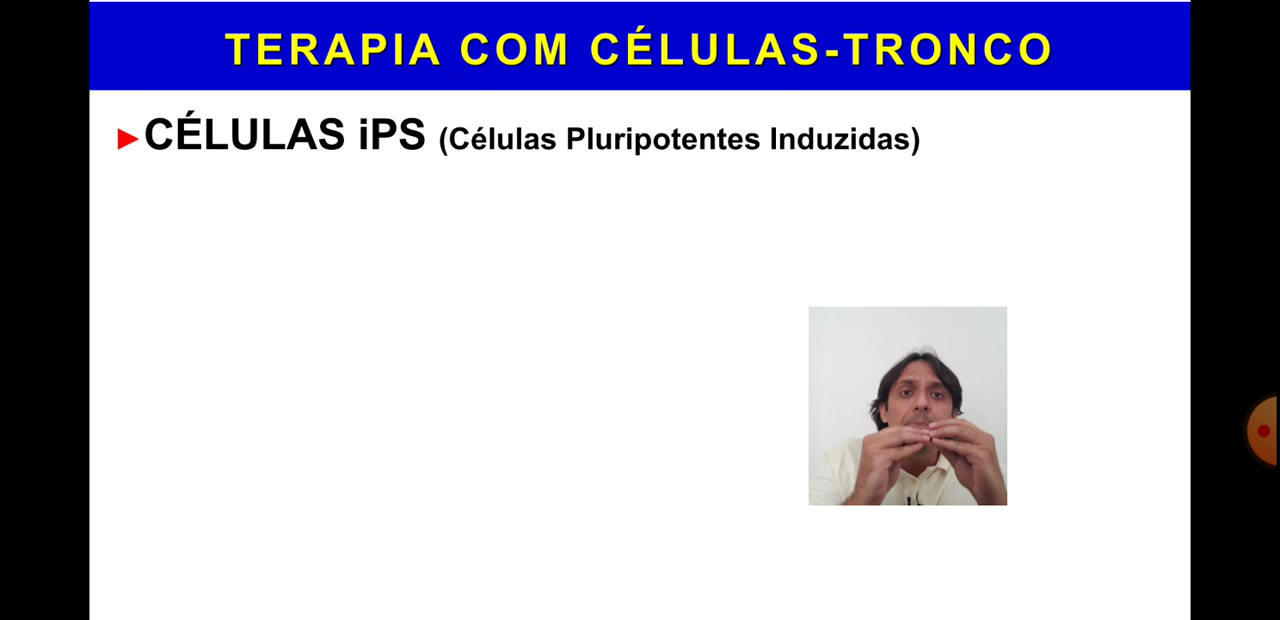 TERAPIA COM CÉLULAS-TRONCO
►CÉLULAS iPS (Células Pluripotentes Induzidas)